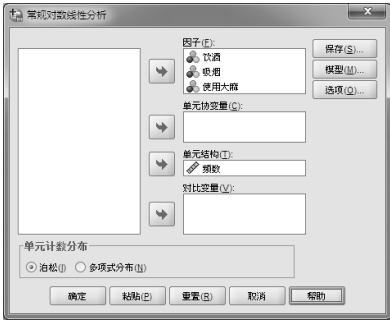 常规对数线性分析
因子(F):
饮酒
吸烟
使用大麻
单元协变量(C):
单元结构(T):
频数
对比变量(V):
保存(S)...
模型(M)...
选项(O)...
单元计数分布
泊松(I) 多项式分布(N)
确定 粘贴(P) 重置(R) 取消 帮助